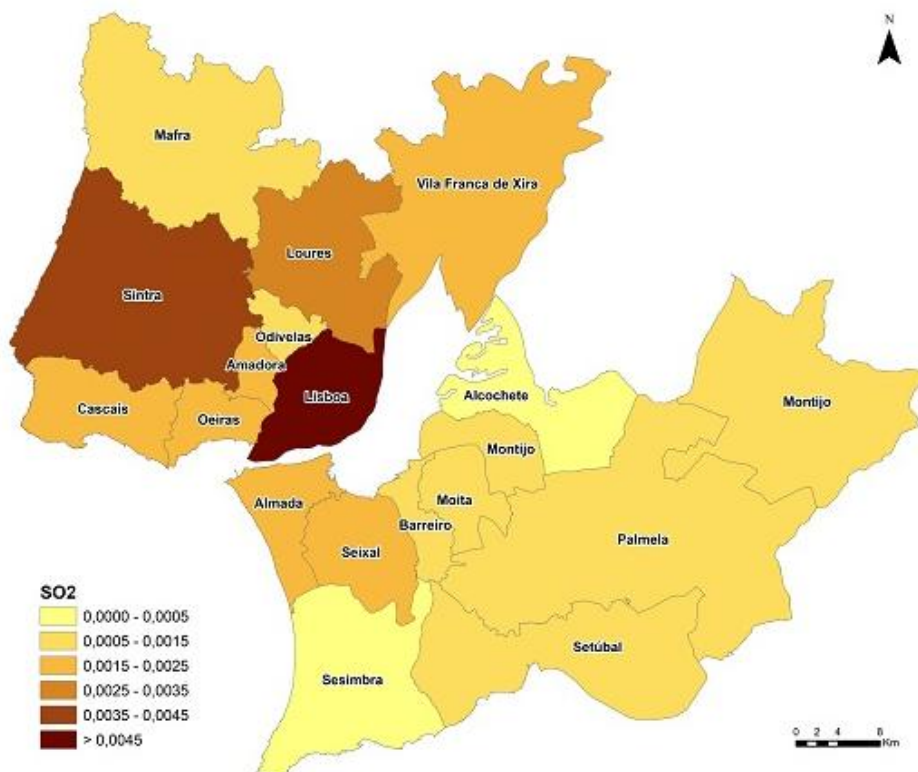 N
Mafra
Vila Franca de Xira
Loures
Sintra
Odivelas
Amadora
Lisboa
Alcochete
Montijo
Cascais
Oeiras
Montijo
Almada
Moita
Barreiro
Seixal
Palmela
Setúbal
Sesimbra
SO2
0,0000 - 0,0005
0,0005 - 0,0015
0,0015 - 0,0025
0,0025 - 0,0035
0,0035 - 0,0045
> 0,0045
0 2 4 8
Km